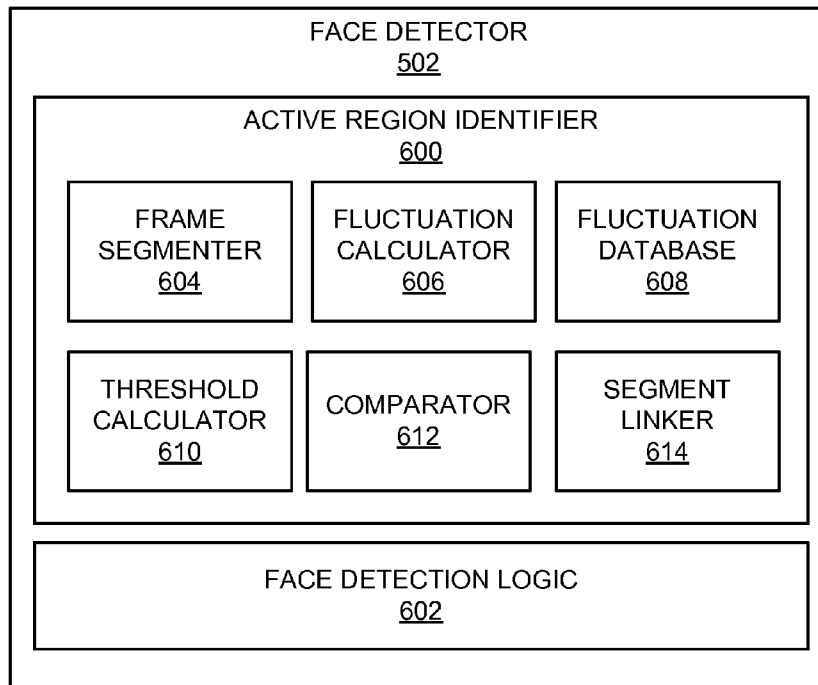 FACE DETECTOR
502
ACTIVE REGION IDENTIFIER
600
FRAME
SEGMENTER
604
FLUCTUATION
CALCULATOR
606
FLUCTUATION
DATABASE
608
THRESHOLD
CALCULATOR
610
COMPARATOR
612
SEGMENT
LINKER
614
FACE DETECTION LOGIC
602